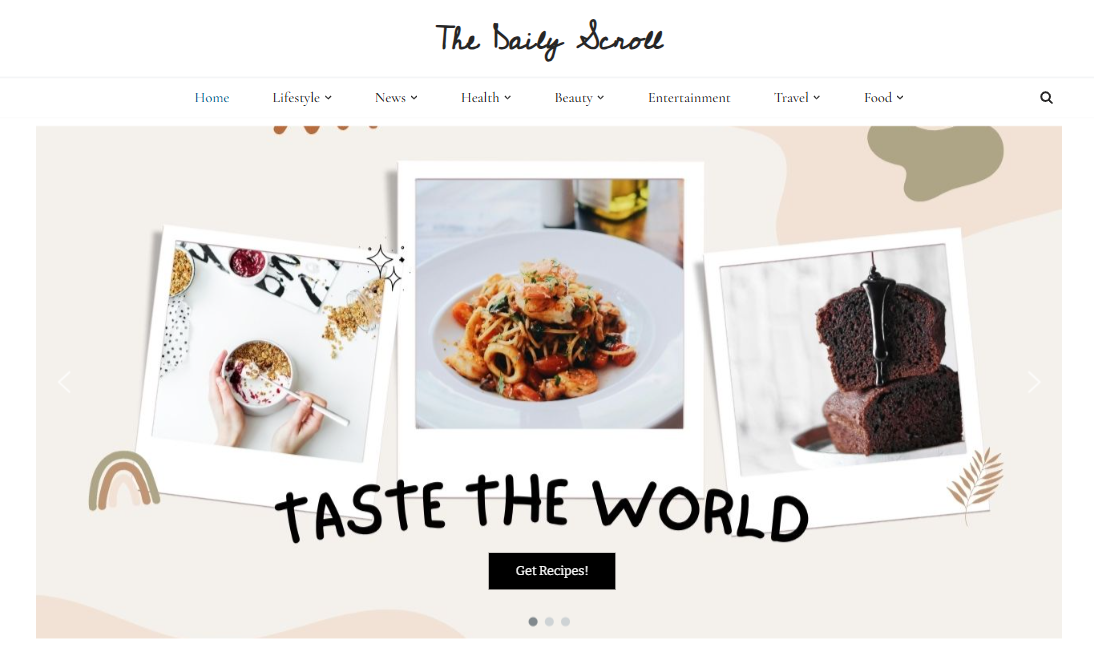 The Daily Scroll
Home Lifestyle News Health Beauty Entertainment Travel Food
TASTE THE WORLD
Get Recipes!